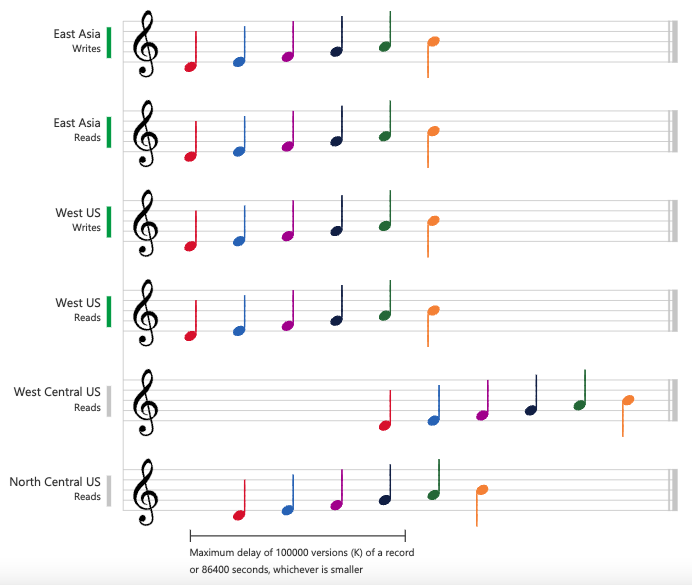 East Asia
Writes
East Asia
Reads
West US
Writes
West US
Reads
West Central US
Reads
North Central US
Reads
Maximum delay of 100000 versions (K) of a record
or 86400 seconds, whichever is smaller